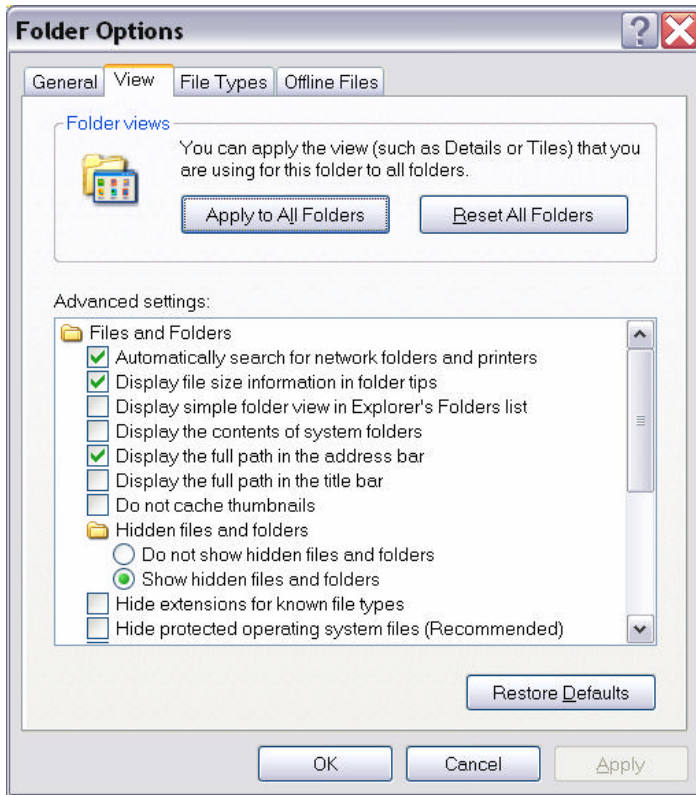 Folder Options
General View File Types Offline Files
Folder views
You can apply the view (such as Details or Tiles) that you
are using for this folder to all folders.
Apply to All Folders Reset All Folders
Advanced settings:
Files and Folders
Automatically search for network folders and printers
Display file size information in folder tips
Display simple folder view in Explorer's Folders list
Display the contents of system folders
Display the full path in the address bar
Display the full path in the title bar
Do not cache thumbnails
Hidden files and folders
Do not show hidden files and folders
Show hidden files and folders
Hide extensions for known file types
Hide protected operating system files (Recommended)
Restore Defaults
OK Cancel Apply